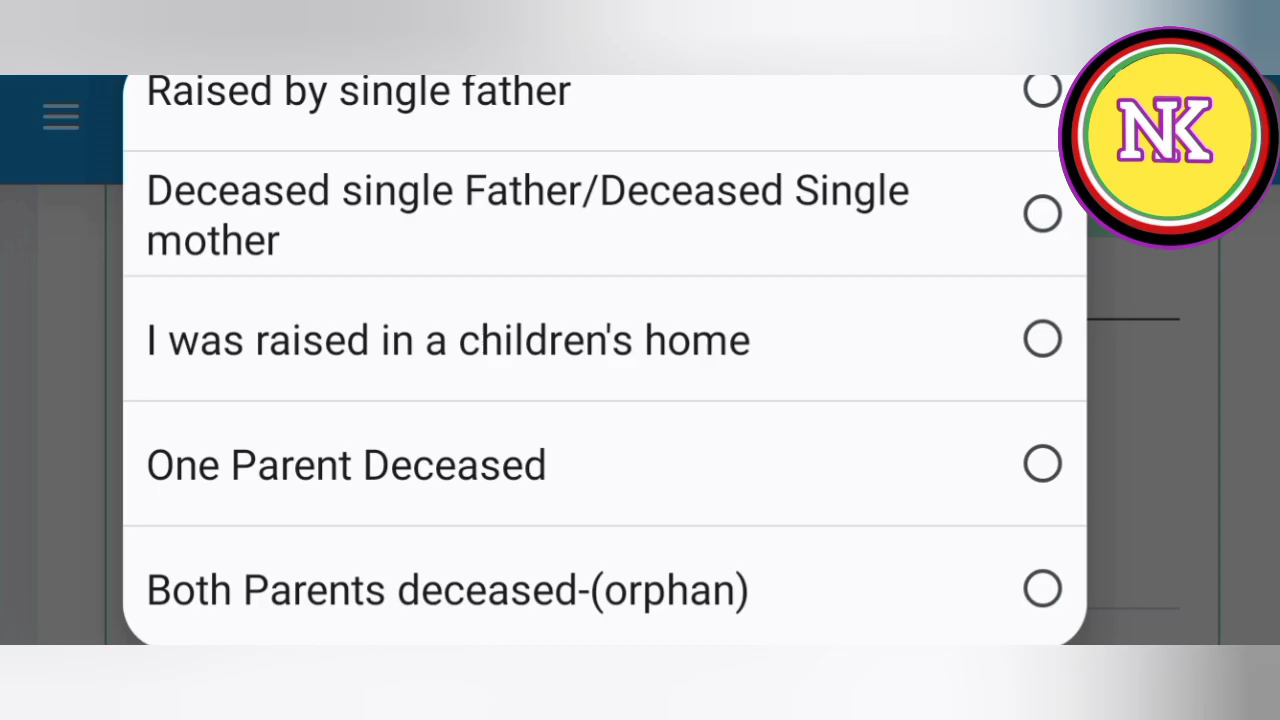 Raised by single father
Deceased single Father/Deceased Single
mother
I was raised in a children's home
One Parent Deceased
Both Parents deceased-(orphan)
NK